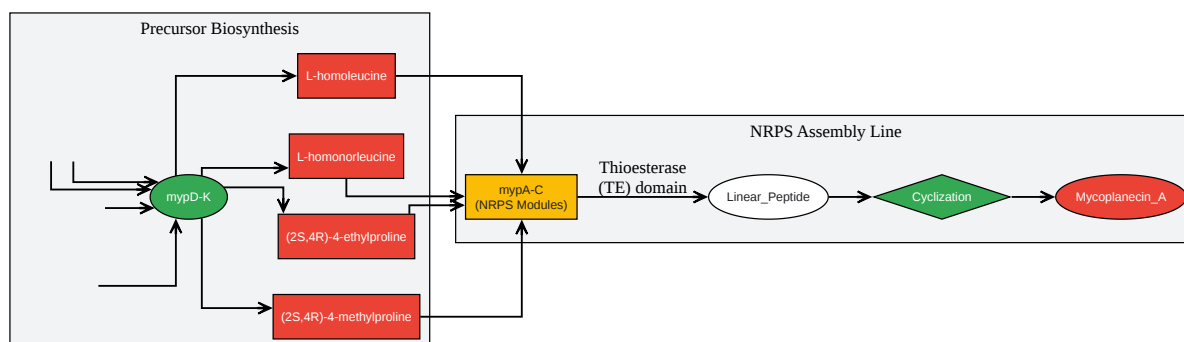 Precursor Biosynthesis
L-homoleucine
L-homonorleucine
mypD-K
(2S,4R)-4-ethylproline
(2S,4R)-4-methylproline
NRPS Assembly Line
mypA-C
(NRPS Modules)
Thioesterase
(TE) domain
Linear_Peptide
Cyclization
Mycoplanecin_A